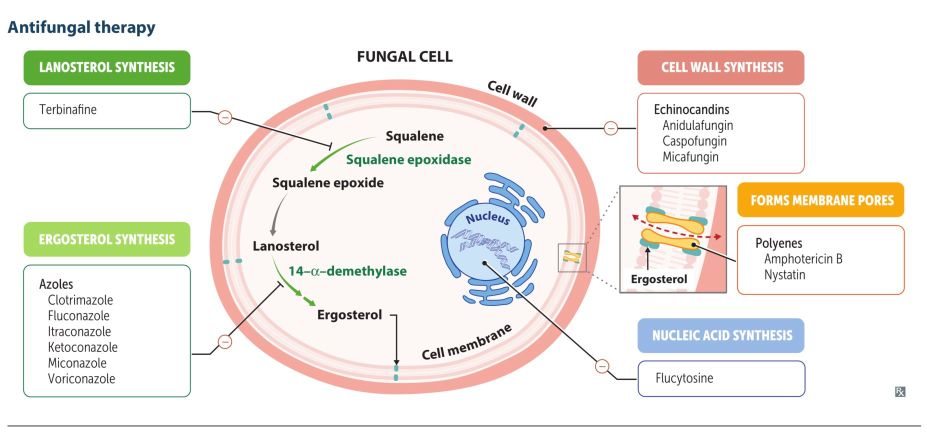 Antifungal therapy
LANOSTEROL SYNTHESIS
Terbinafine
ERGOSTEROL SYNTHESIS
Azoles
Clotrimazole
Fluconazole
Itraconazole
Ketoconazole
Miconazole
Voriconazole
FUNGAL CELL
Cell wall
Squalene
Squalene epoxidase
Squalene epoxide
Lanosterol
14–α–demethylase
Ergosterol
Cell membrane
Nucleus
CELL WALL SYNTHESIS
Echinocandins
Anidulafungin
Caspofungin
Micafungin
FORMS MEMBRANE PORES
Polyenes
Amphotericin B
Nystatin
Ergosterol
NUCLEIC ACID SYNTHESIS
Flucytosine
Rx